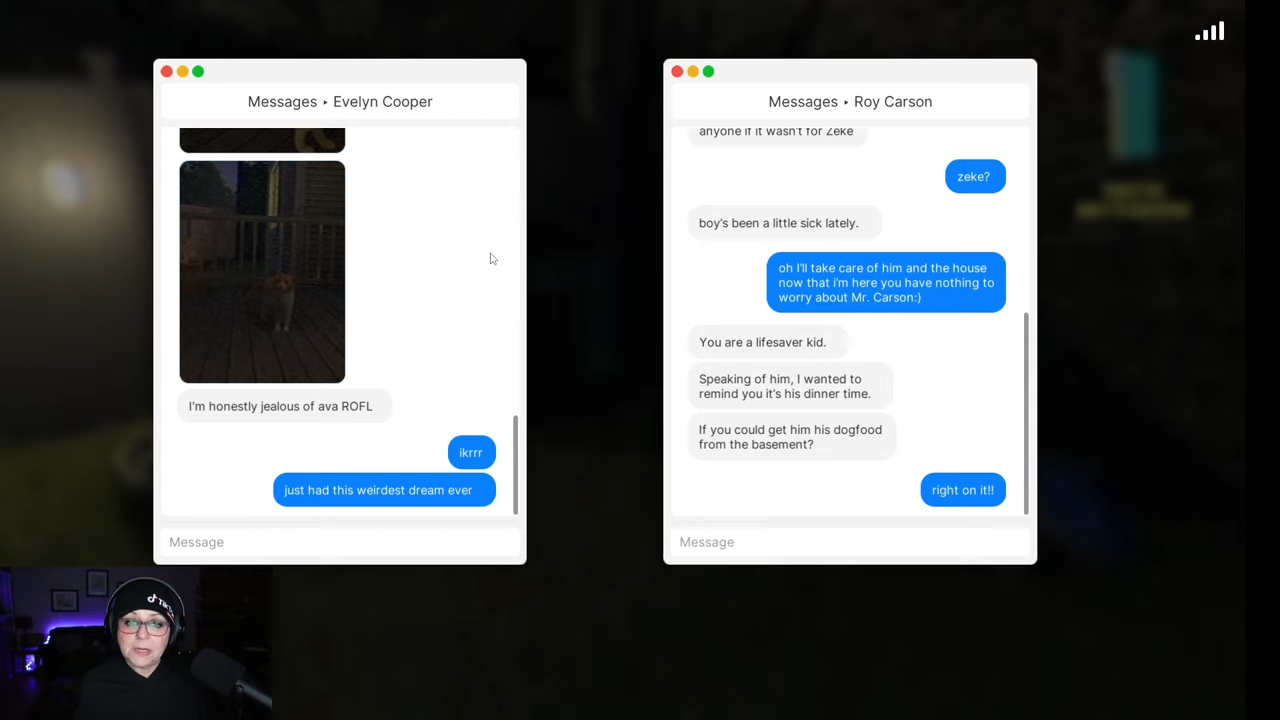 Messages ‣ Evelyn Cooper
I'm honestly jealous of ava ROFL
ikrrr
just had this weirdest dream ever
Message
Messages ‣ Roy Carson
anyone if it wasn't for Zeke
zeke?
boy's been a little sick lately.
oh I'll take care of him and the house
now that i'm here you have nothing to
worry about Mr. Carson:)
You are a lifesaver kid.
Speaking of him, I wanted to
remind you it's his dinner time.
If you could get him his dogfood
from the basement?
right on it!!
Message